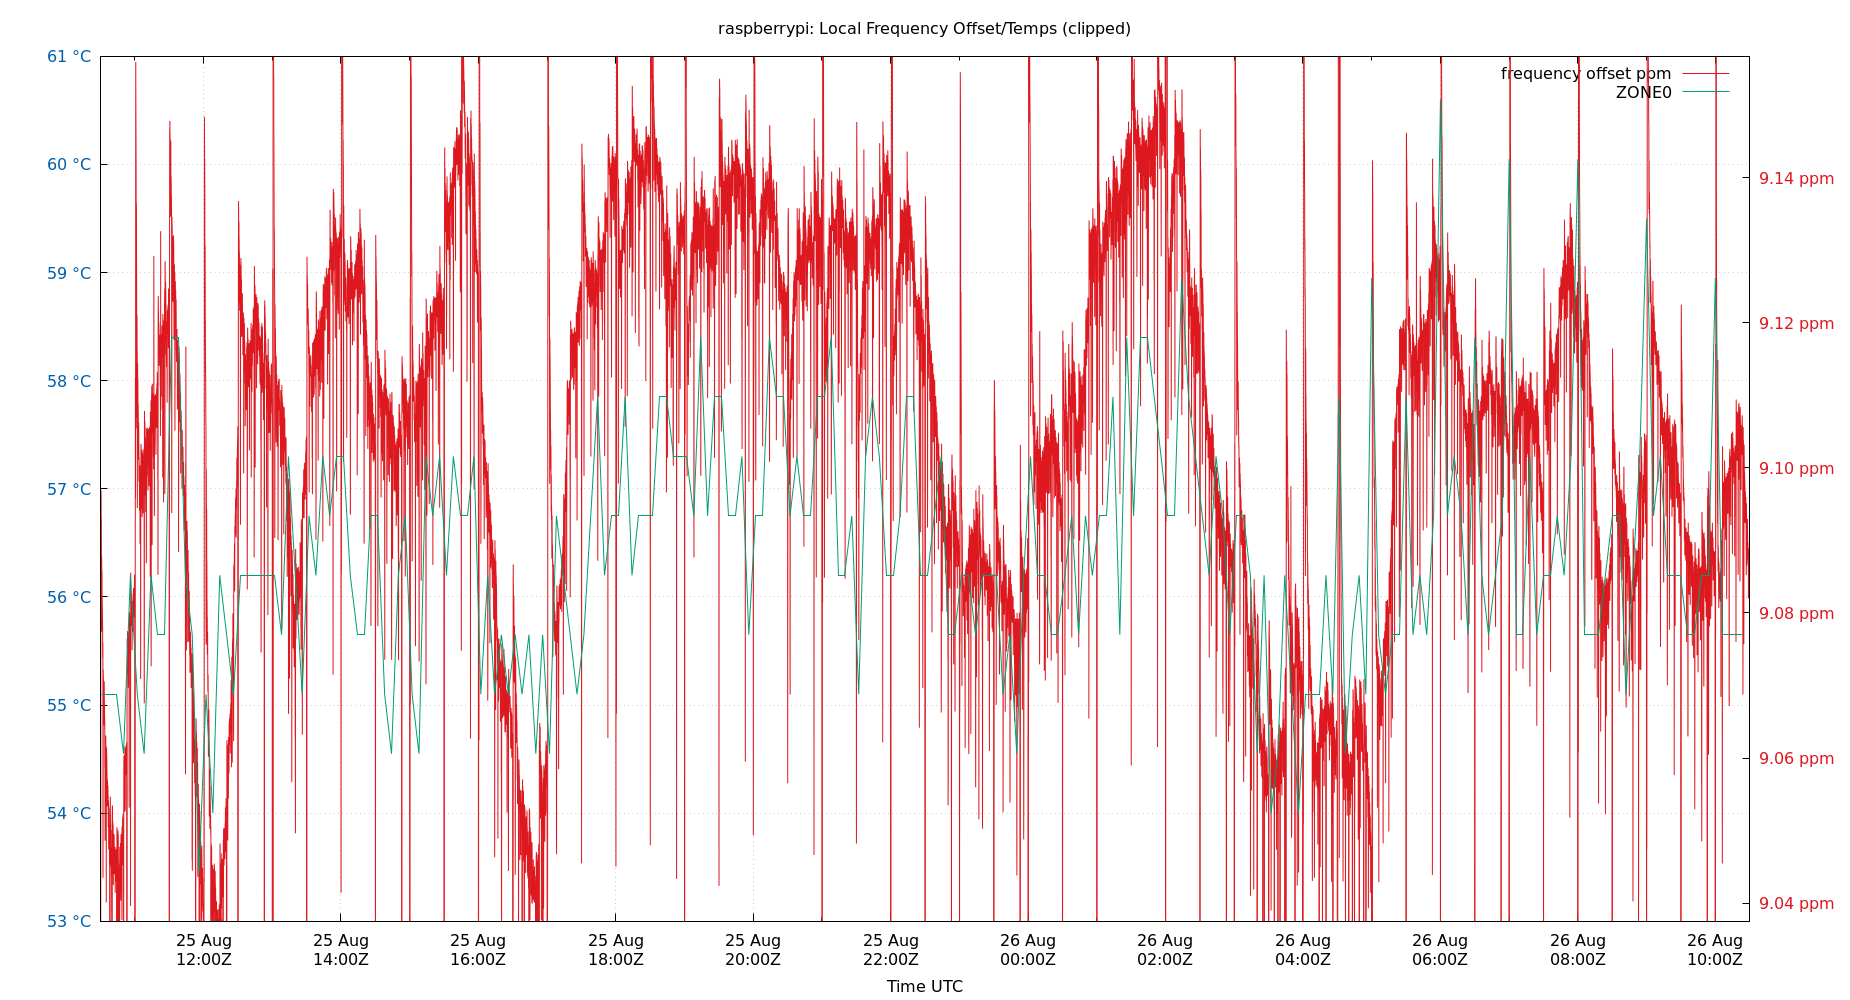 raspberrypi: Local Frequency Offset/Temps (clipped)
61 °C
60 °C
59 °C
58 °C
57 °C
56 °C
55 °C
54 °C
53 °C
frequency offset ppm
ZONE0
9.14 ppm
9.12 ppm
9.10 ppm
9.08 ppm
9.06 ppm
9.04 ppm
25 Aug 25 Aug 25 Aug 25 Aug 25 Aug 25 Aug 26 Aug 26 Aug 26 Aug 26 Aug 26 Aug 26 Aug
12:00Z 14:00Z 16:00Z 18:00Z 20:00Z 22:00Z 00:00Z 02:00Z 04:00Z 06:00Z 08:00Z 10:00Z
Time UTC